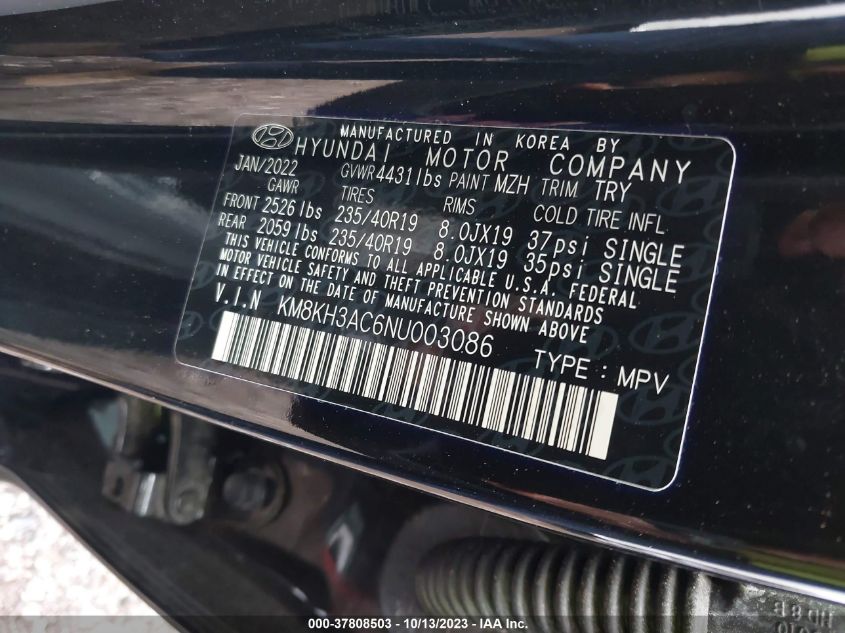 MANUFACTURED IN KOREA BY
HYUNDAI MOTOR COMPANY
JAN/2022 GVWR 4431 lbs PAINT MZH TRIM TRY
GAWR TIRES RIMS COLD TIRE INFL
FRONT 2526 lbs 235/40R19 8.0JX19 37psi SINGLE
REAR 2059 lbs 235/40R19 8.0JX19 35psi SINGLE
THIS VEHICLE CONFORMS TO ALL APPLICABLE U.S.A. FEDERAL
MOTOR VEHICLE SAFETY AND THEFT PREVENTION STANDARDS
IN EFFECT ON THE DATE OF MANUFACTURE SHOWN ABOVE
V.I.N KM8KH3AC6NU003086
TYPE : MPV
000-37808503 - 10/13/2023 - IAA Inc.